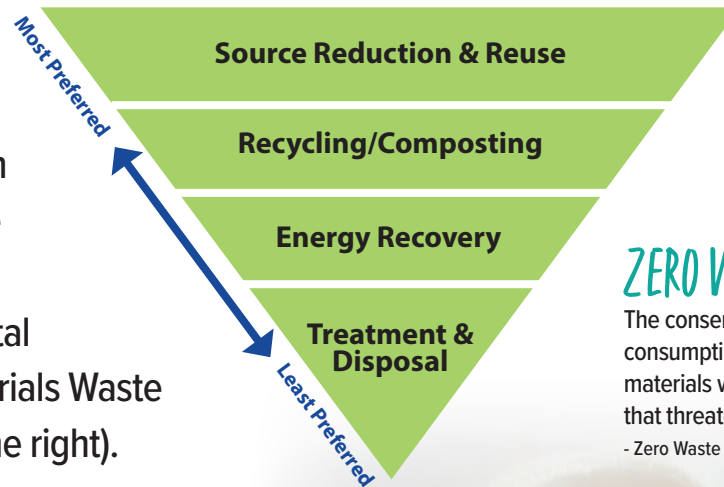 Most Preferred
Source Reduction & Reuse
Recycling/Composting
Energy Recovery
Treatment &
Disposal
Least Preferred
tal
rials Waste
e right).
ZERO
The conser
consumpti
materials w
that threat
- Zero Waste